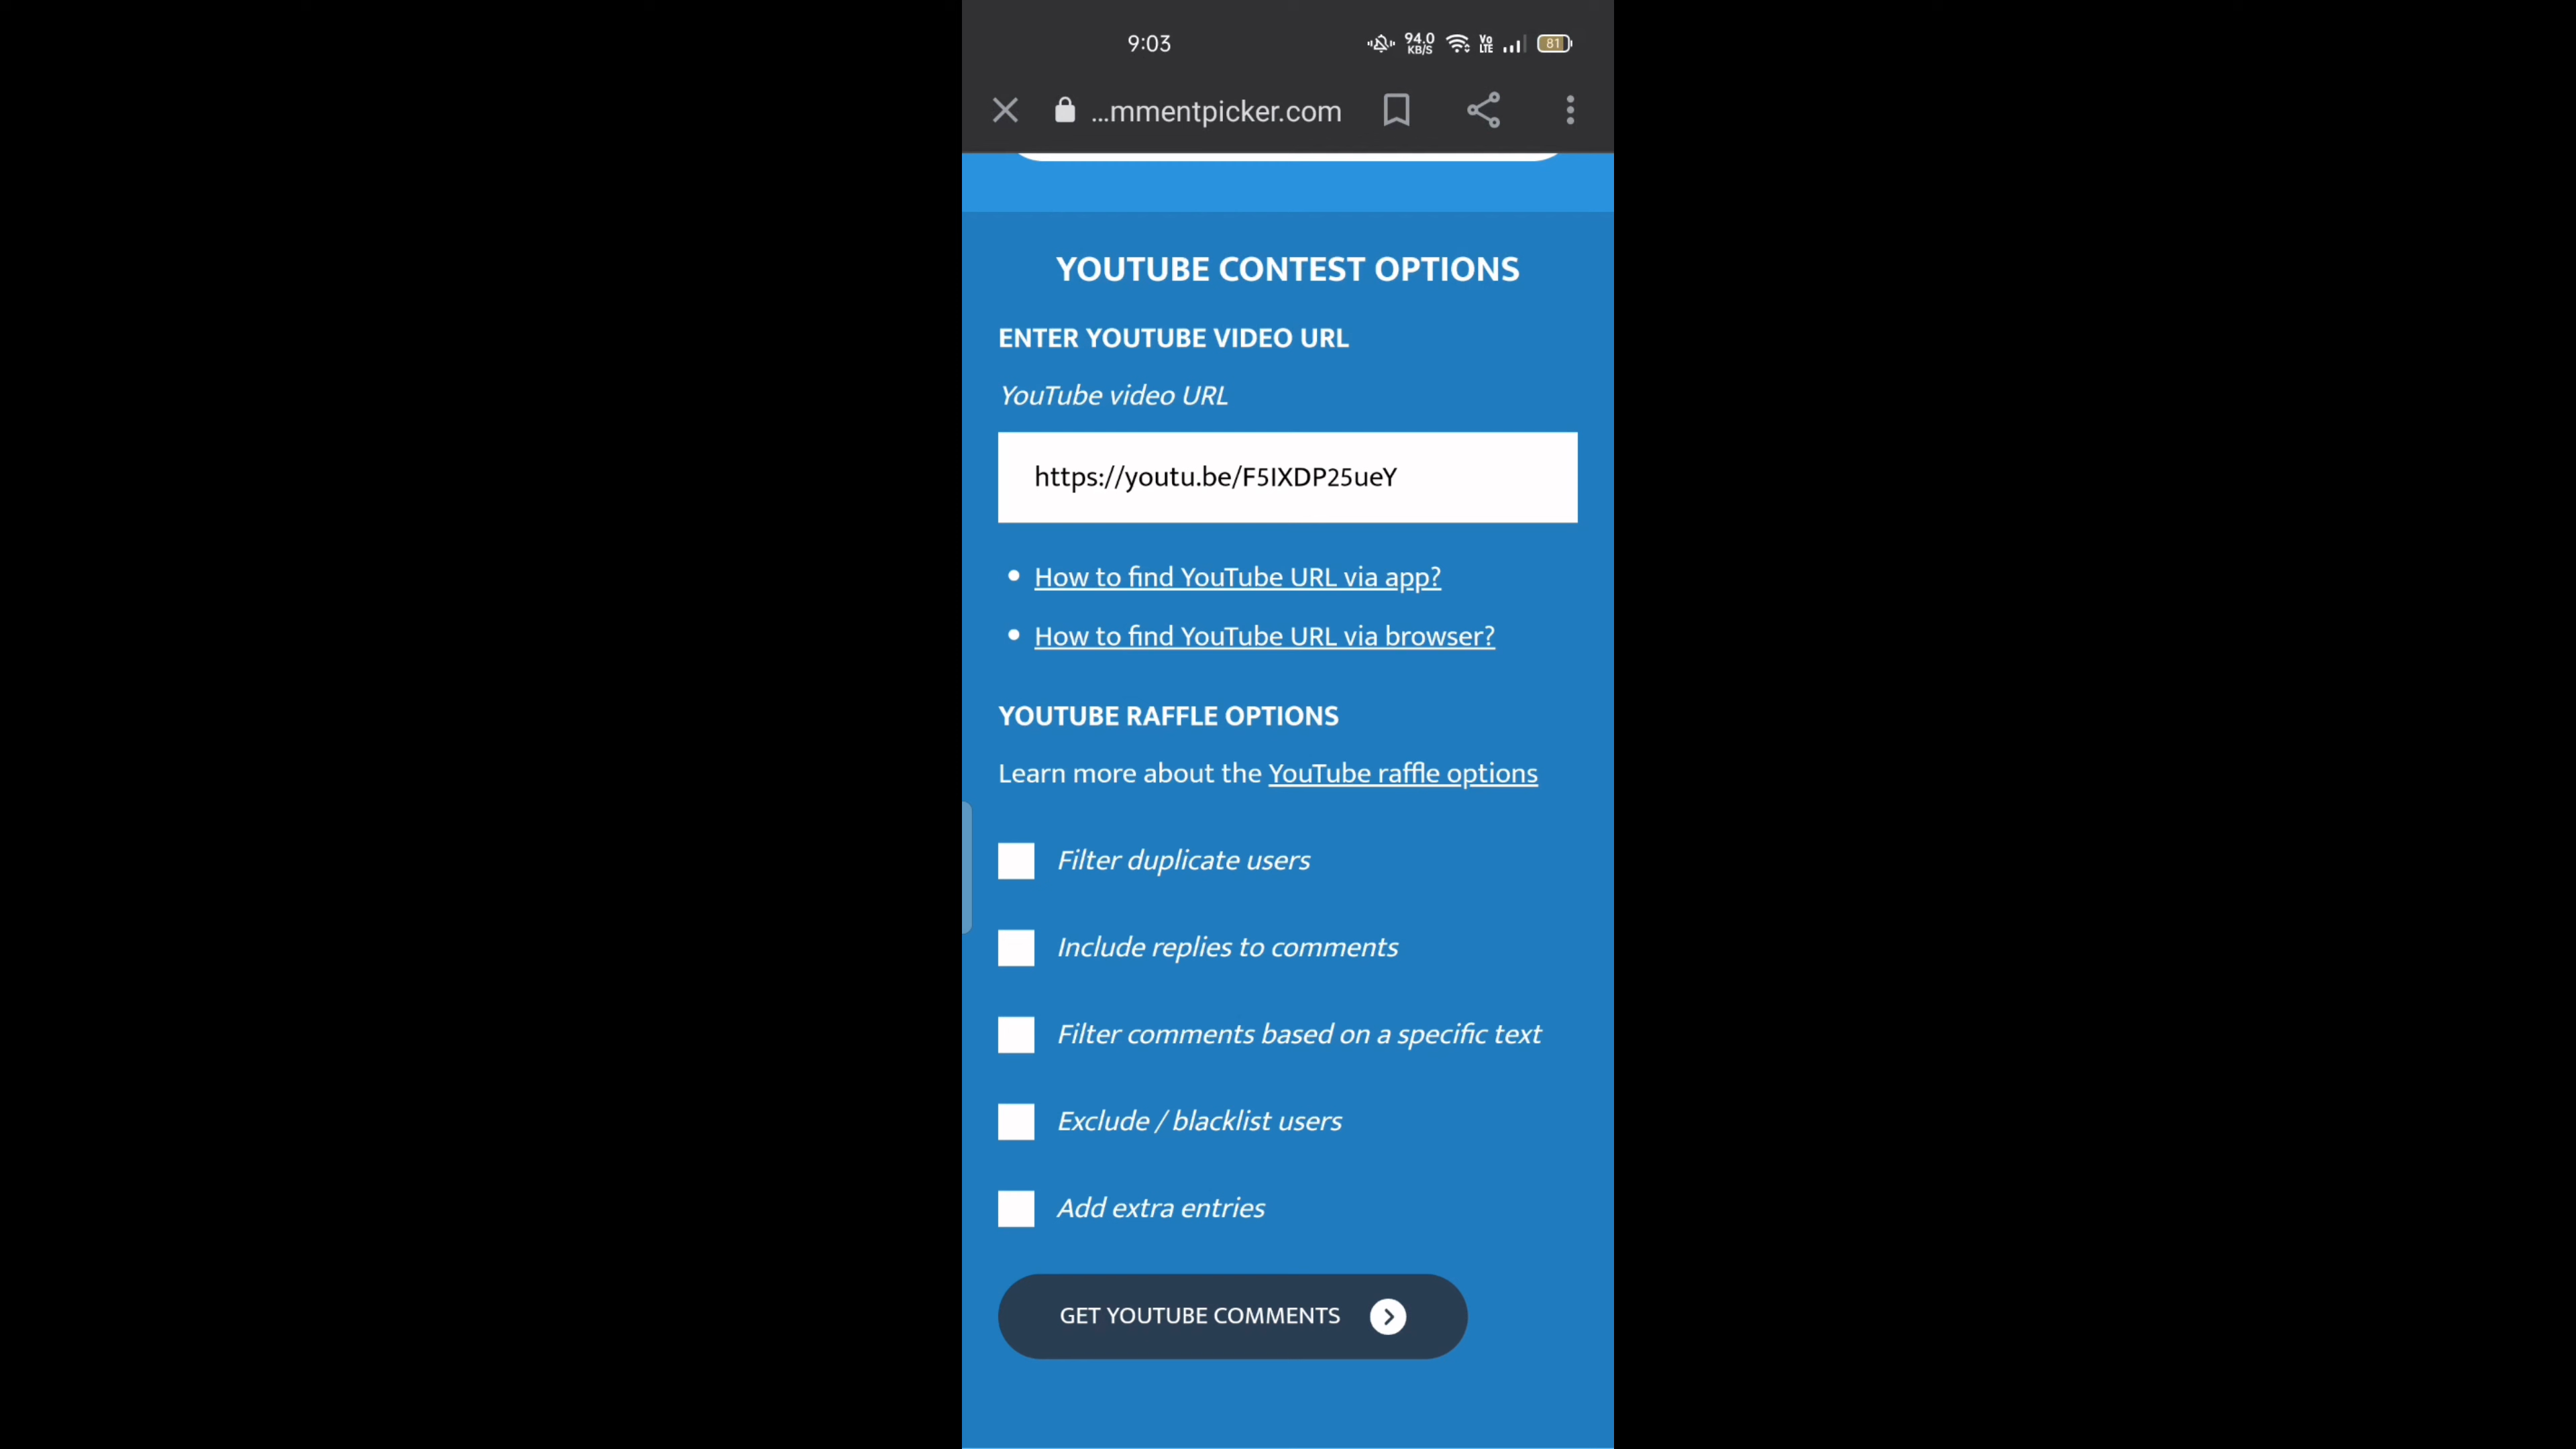 9:03
94.0
KB/S
Vo
LTE
81
...mmentpicker.com
YOUTUBE CONTEST OPTIONS
ENTER YOUTUBE VIDEO URL
YouTube video URL
https://youtu.be/F5IXDP25ueY
How to find YouTube URL via app?
How to find YouTube URL via browser?
YOUTUBE RAFFLE OPTIONS
Learn more about the YouTube raffle options
Filter duplicate users
Include replies to comments
Filter comments based on a specific text
Exclude / blacklist users
Add extra entries
GET YOUTUBE COMMENTS